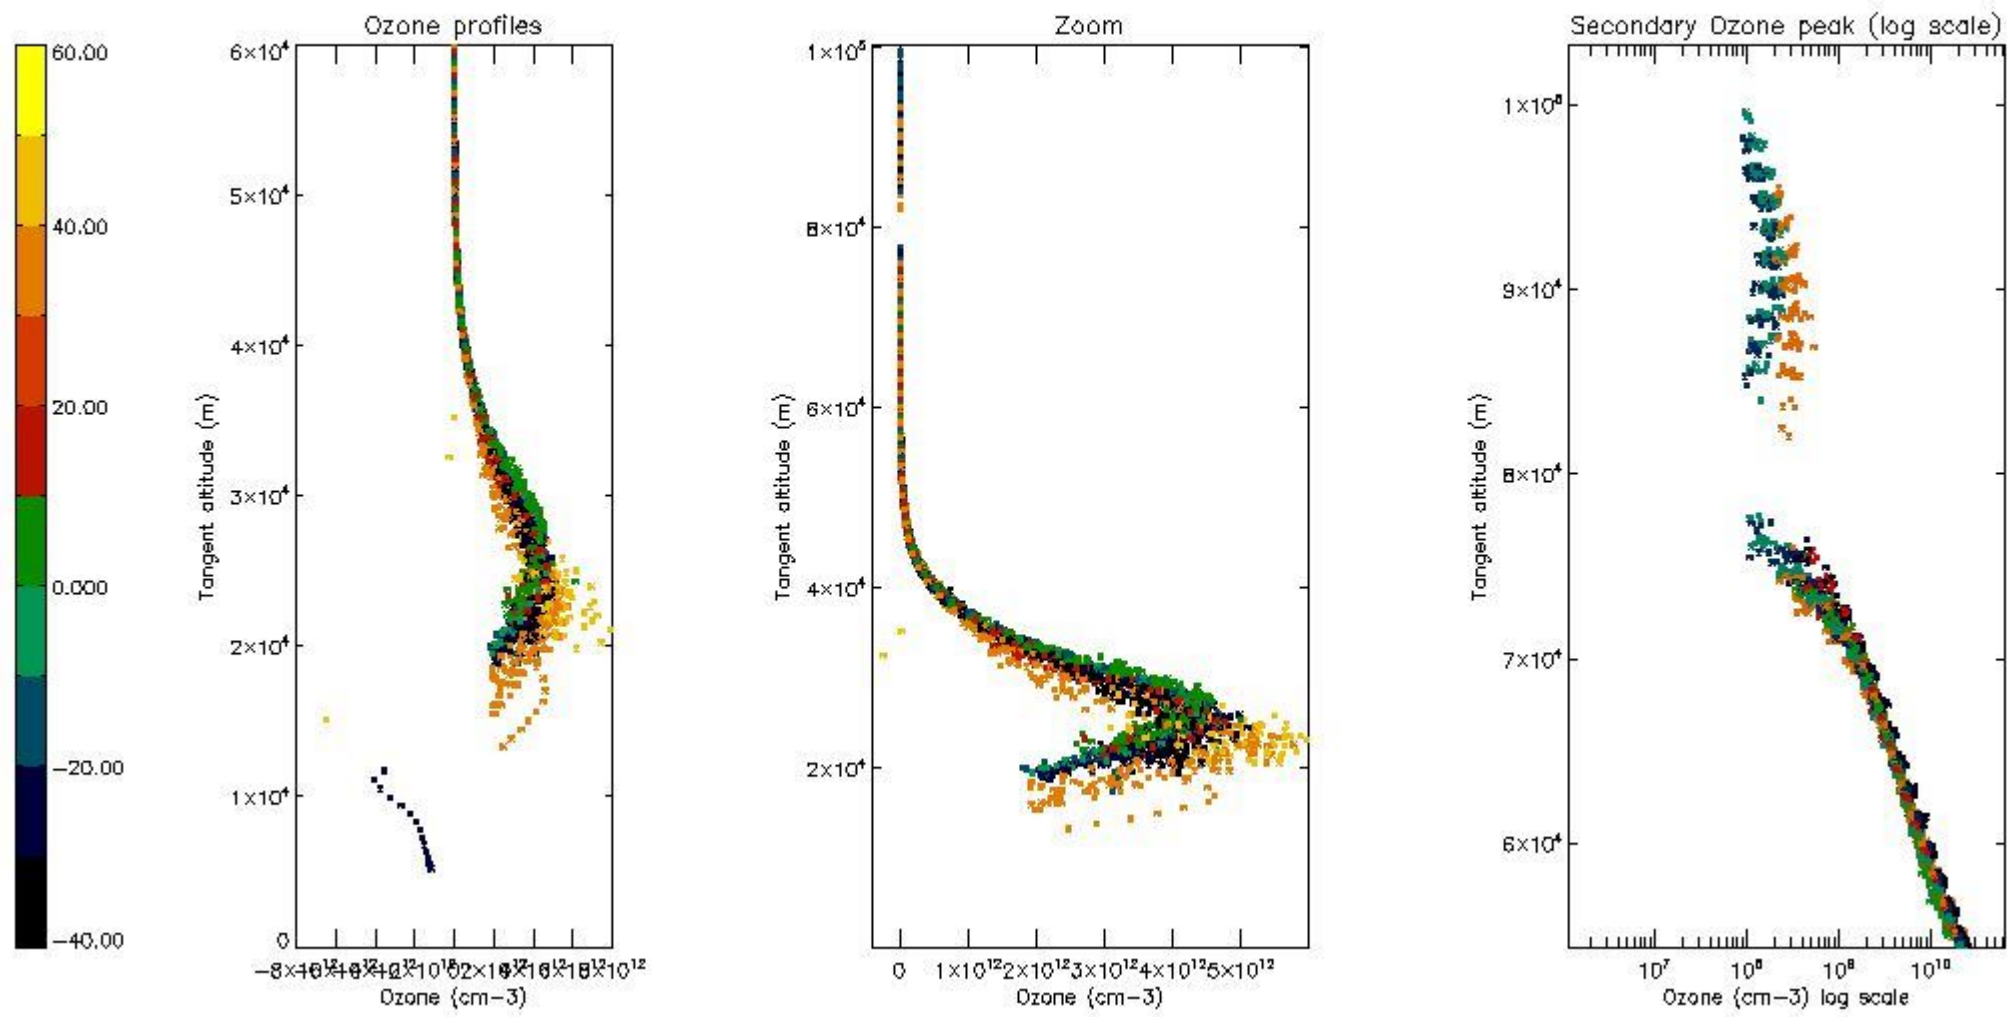 Ozone profiles
Zoom
Secondary Ozone peak (log scale)
60.00
40.00
20.00
0.000
−20.00
−40.00
6×10⁴
5×10⁴
4×10⁴
3×10⁴
2×10⁴
1×10⁴
0
Tangent altitude (m)
Ozone (cm−3)
1×10⁵
8×10⁴
6×10⁴
4×10⁴
2×10⁴
Tangent altitude (m)
0 1×10¹² 2×10¹² 3×10¹² 4×10¹² 5×10¹²
Ozone (cm−3)
9×10⁴
8×10⁴
7×10⁴
6×10⁴
Tangent altitude (m)
10⁷ 10⁸ 10⁹ 10¹⁰
Ozone (cm−3) log scale